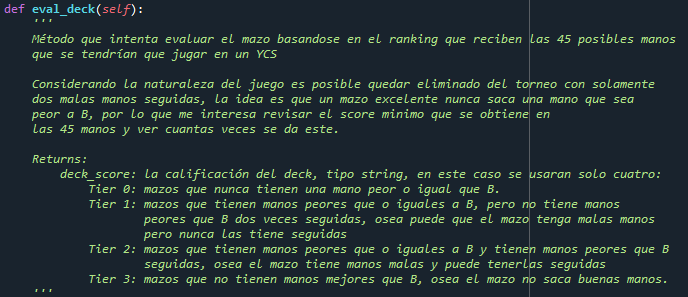 def eval_deck(self):
'''
Método que intenta evaluar el mazo basandose en el ranking que reciben las 45 posibles manos
que se tendrían que jugar en un YCS
Considerando la naturaleza del juego es posible quedar eliminado del torneo con solamente
dos malas manos seguidas, la idea es que un mazo excelente nunca saca una mano que sea
peor a B, por lo que me interesa revisar el score minimo que se obtiene en
las 45 manos y ver cuantas veces se da este.
Returns:
deck_score: la calificación del deck, tipo string, en este caso se usaran solo cuatro:
Tier 0: mazos que nunca tienen una mano peor o igual que B.
Tier 1: mazos que tienen manos peores que o iguales a B, pero no tiene manos
peores que B dos veces seguidas, osea puede que el mazo tenga malas manos
pero nunca las tiene seguidas
Tier 2: mazos que tienen manos peores que o iguales a B y tienen manos peores que B
seguidas, osea el mazo tiene manos malas y puede tenerlas seguidas
Tier 3: mazos que no tienen manos mejores que B, osea el mazo no saca buenas manos.
'''